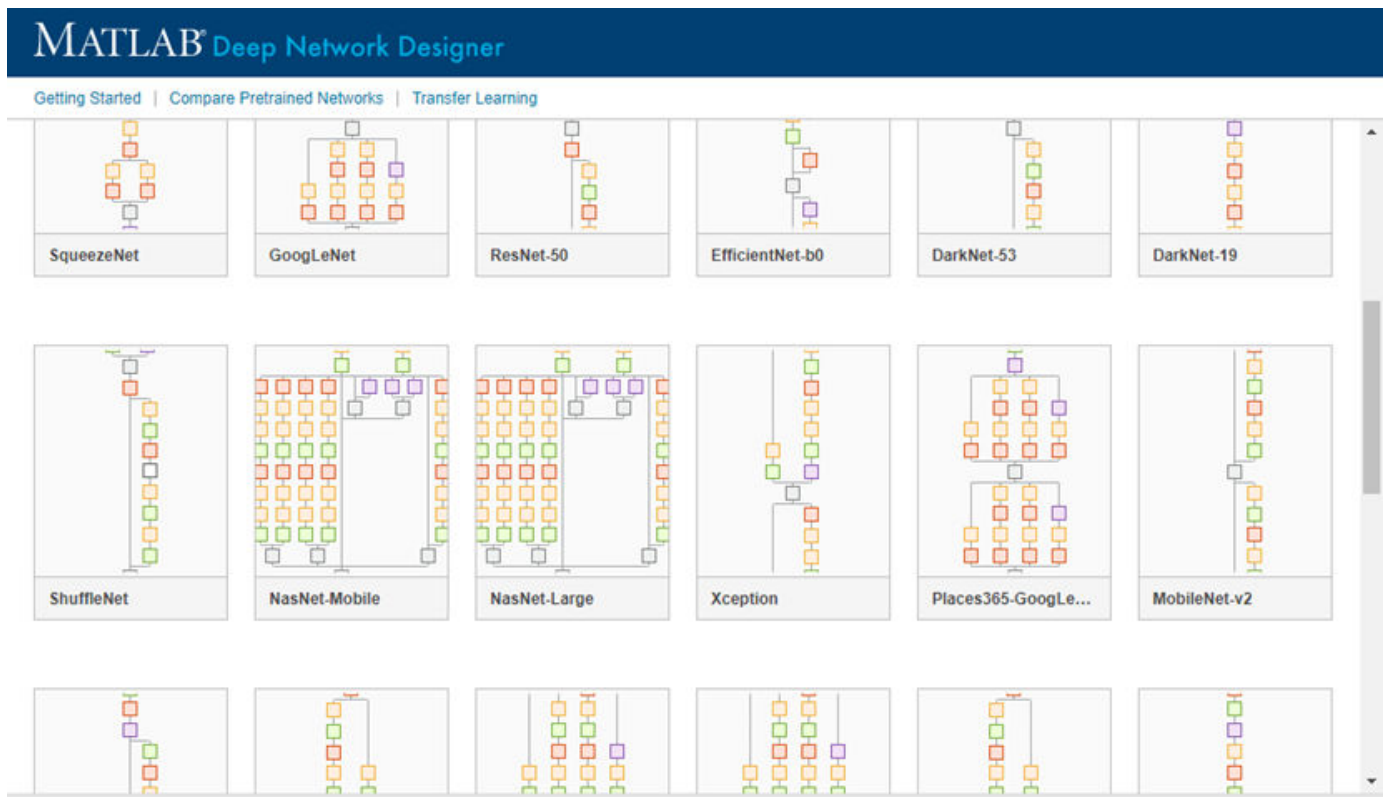 MATLAB® Deep Network Designer
Getting Started | Compare Pretrained Networks | Transfer Learning
SqueezeNet
GoogLeNet
ResNet-50
EfficientNet-b0
DarkNet-53
DarkNet-19
ShuffleNet
NasNet-Mobile
NasNet-Large
Xception
Places365-GoogLe...
MobileNet-v2